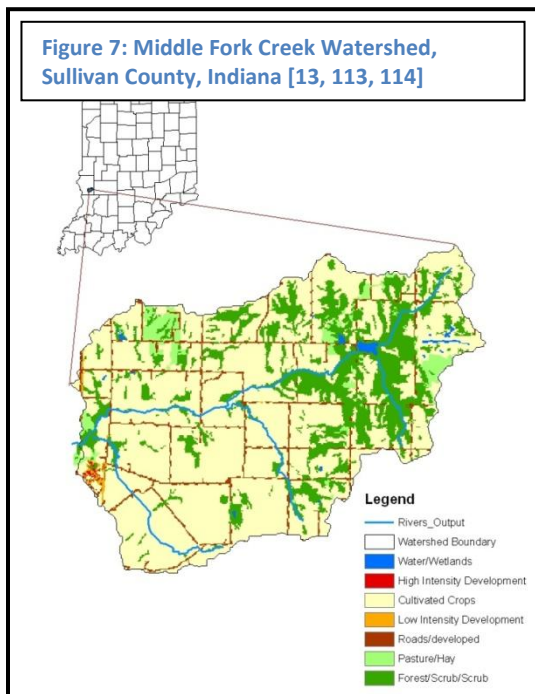 Figure 7: Middle Fork Creek Watershed,
Sullivan County, Indiana [13, 113, 114]
Legend
Rivers_Output
Watershed Boundary
Water/Wetlands
High Intensity Development
Cultivated Crops
Low Intensity Development
Roads/developed
Pasture/Hay
Forest/Scrub/Scrub